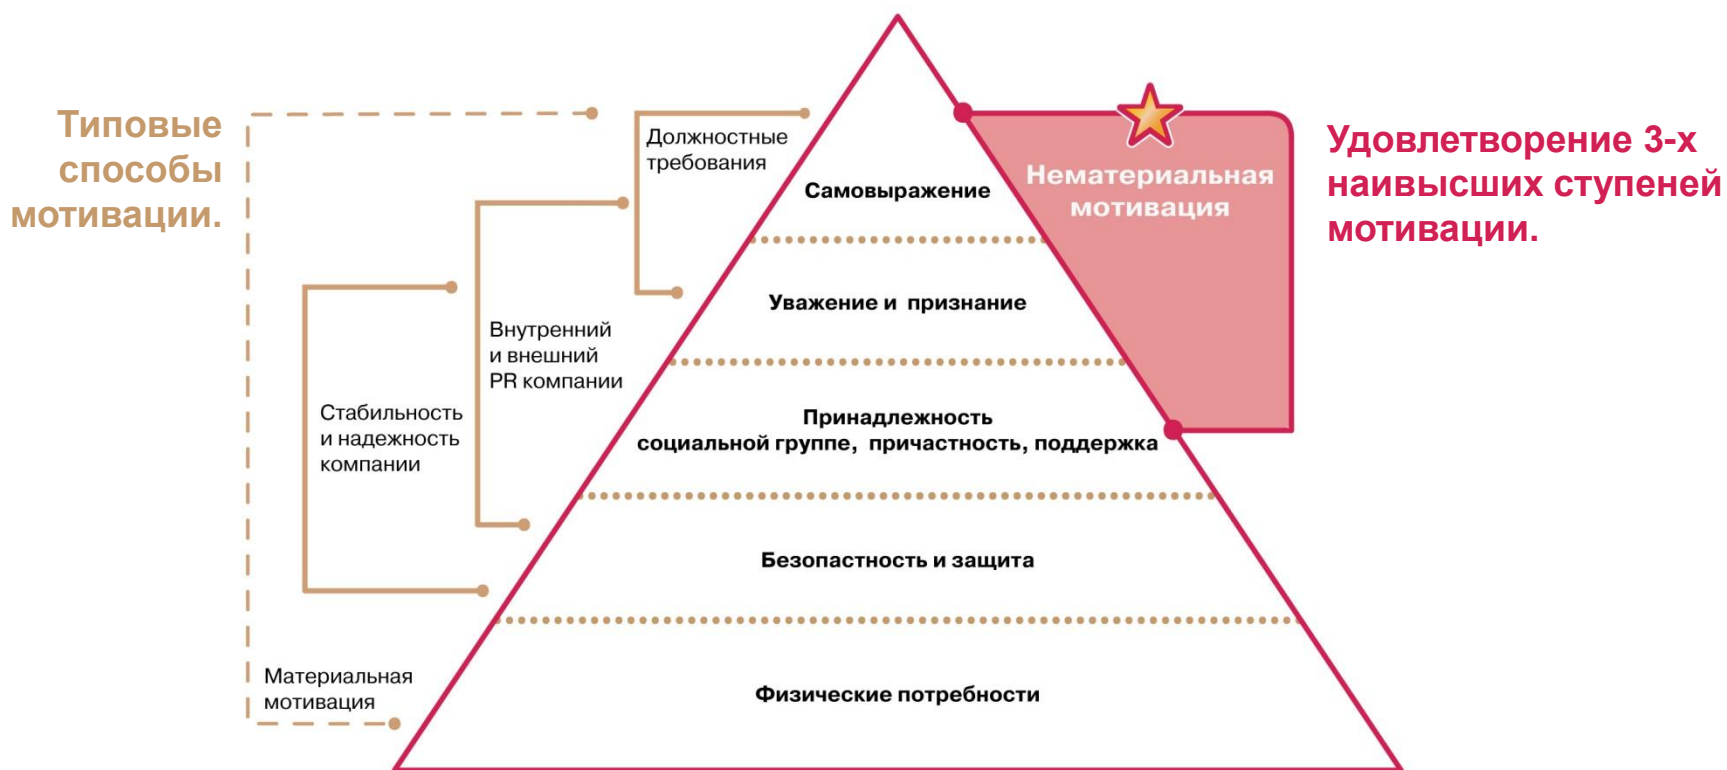 Типовые
способы
мотивации.
Должностные
требования
Внутренний
и внешний
PR компании
Стабильность
и надежность
компании
Материальная
мотивация
Самовыражение
Уважение и признание
Принадлежность
социальной группе, причастность, поддержка
Безопастность и защита
Физические потребности
Нематериальная
мотивация
Удовлетворение 3-х
наивысших ступеней
мотивации.